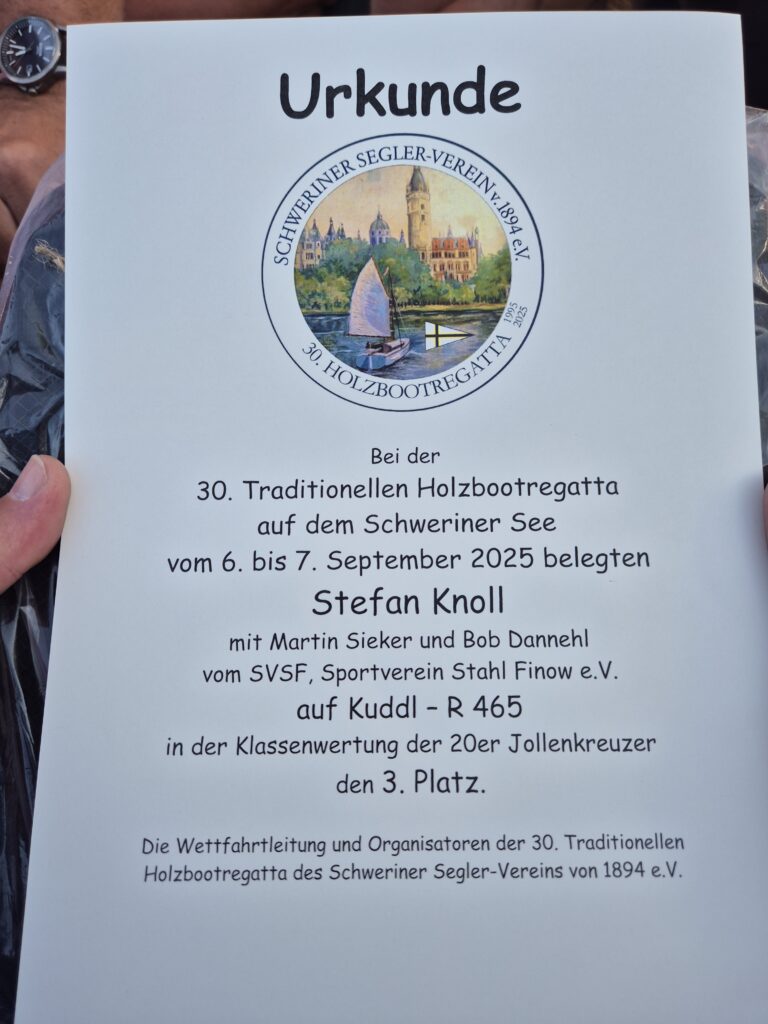 Urkunde
SCHWERINER SEGLER-VEREIN v. 1894 e.V.
30. HOLZBOOTREGATTA
1995
2025
Bei der
30. Traditionellen Holzbootregatta
auf dem Schweriner See
vom 6. bis 7. September 2025 belegten
Stefan Knoll
mit Martin Sieker und Bob Dannehl
vom SVSF, Sportverein Stahl Finow e.V.
auf Kuddl – R 465
in der Klassenwertung der 20er Jollenkreuzer
den 3. Platz.
Die Wettfahrtleitung und Organisatoren der 30. Traditionellen
Holzbootregatta des Schweriner Segler-Vereins von 1894 e.V.